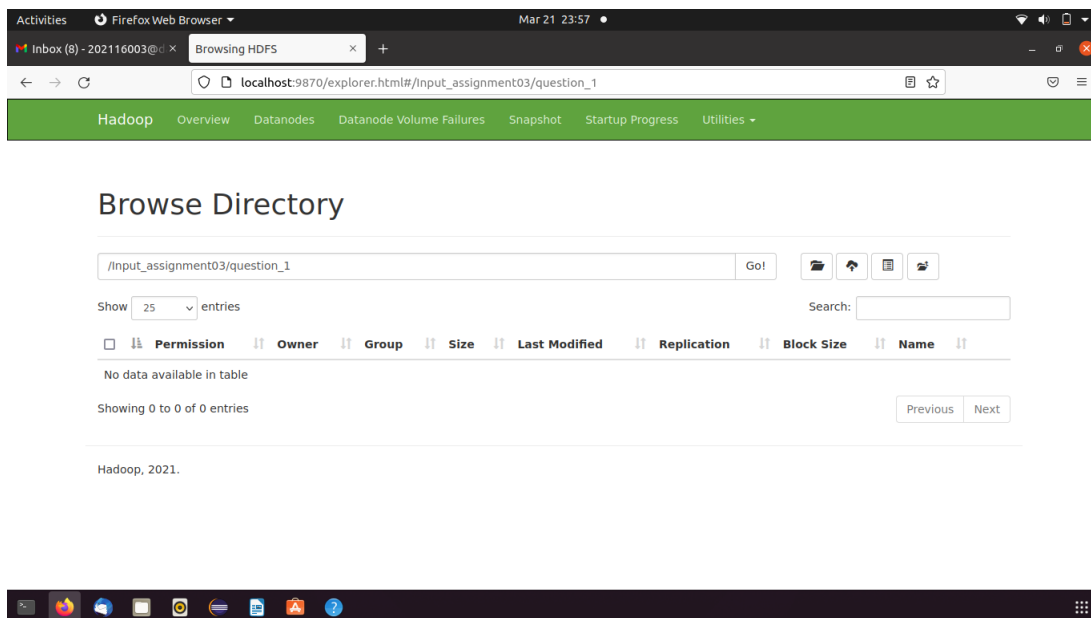 Activities Firefox Web Browser Mar 21 23:57
Inbox (8) - 202116003@d Browsing HDFS
localhost:9870/explorer.html#/Input_assignment03/question_1
Hadoop Overview Datanodes Datanode Volume Failures Snapshot Startup Progress Utilities
Browse Directory
/Input_assignment03/question_1 Go!
Show 25 entries Search:
Permission Owner Group Size Last Modified Replication Block Size Name
No data available in table
Showing 0 to 0 of 0 entries Previous Next
Hadoop, 2021.